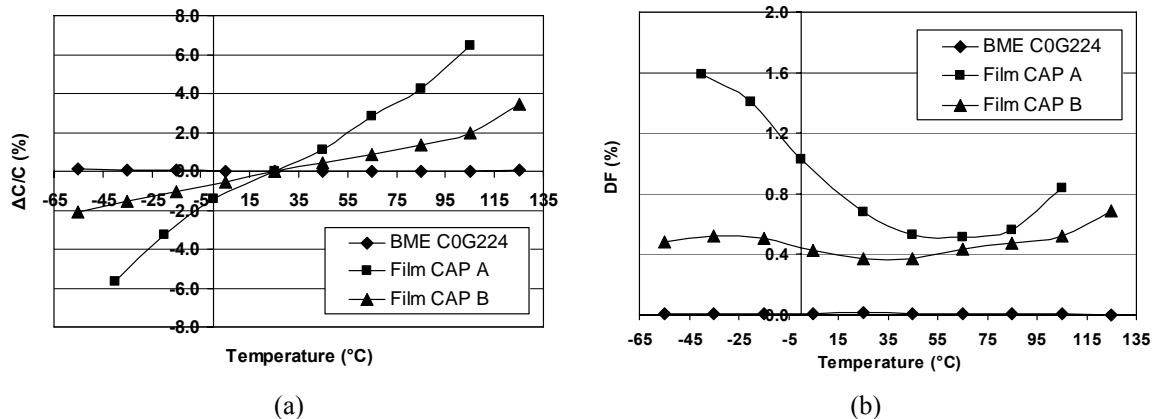 8.0
6.0
4.0
2.0
0.0
-2.0
-4.0
-6.0
-8.0
-65 -45 -25 -5 15 35 55 75 95 115 135
ΔC/C (%)
Temperature (°C)
BME C0G224
Film CAP A
Film CAP B
(a)
2.0
1.6
1.2
0.8
0.4
0.0
-65 -45 -25 -5 15 35 55 75 95 115 135
DF (%)
Temperature (°C)
BME C0G224
Film CAP A
Film CAP B
(b)